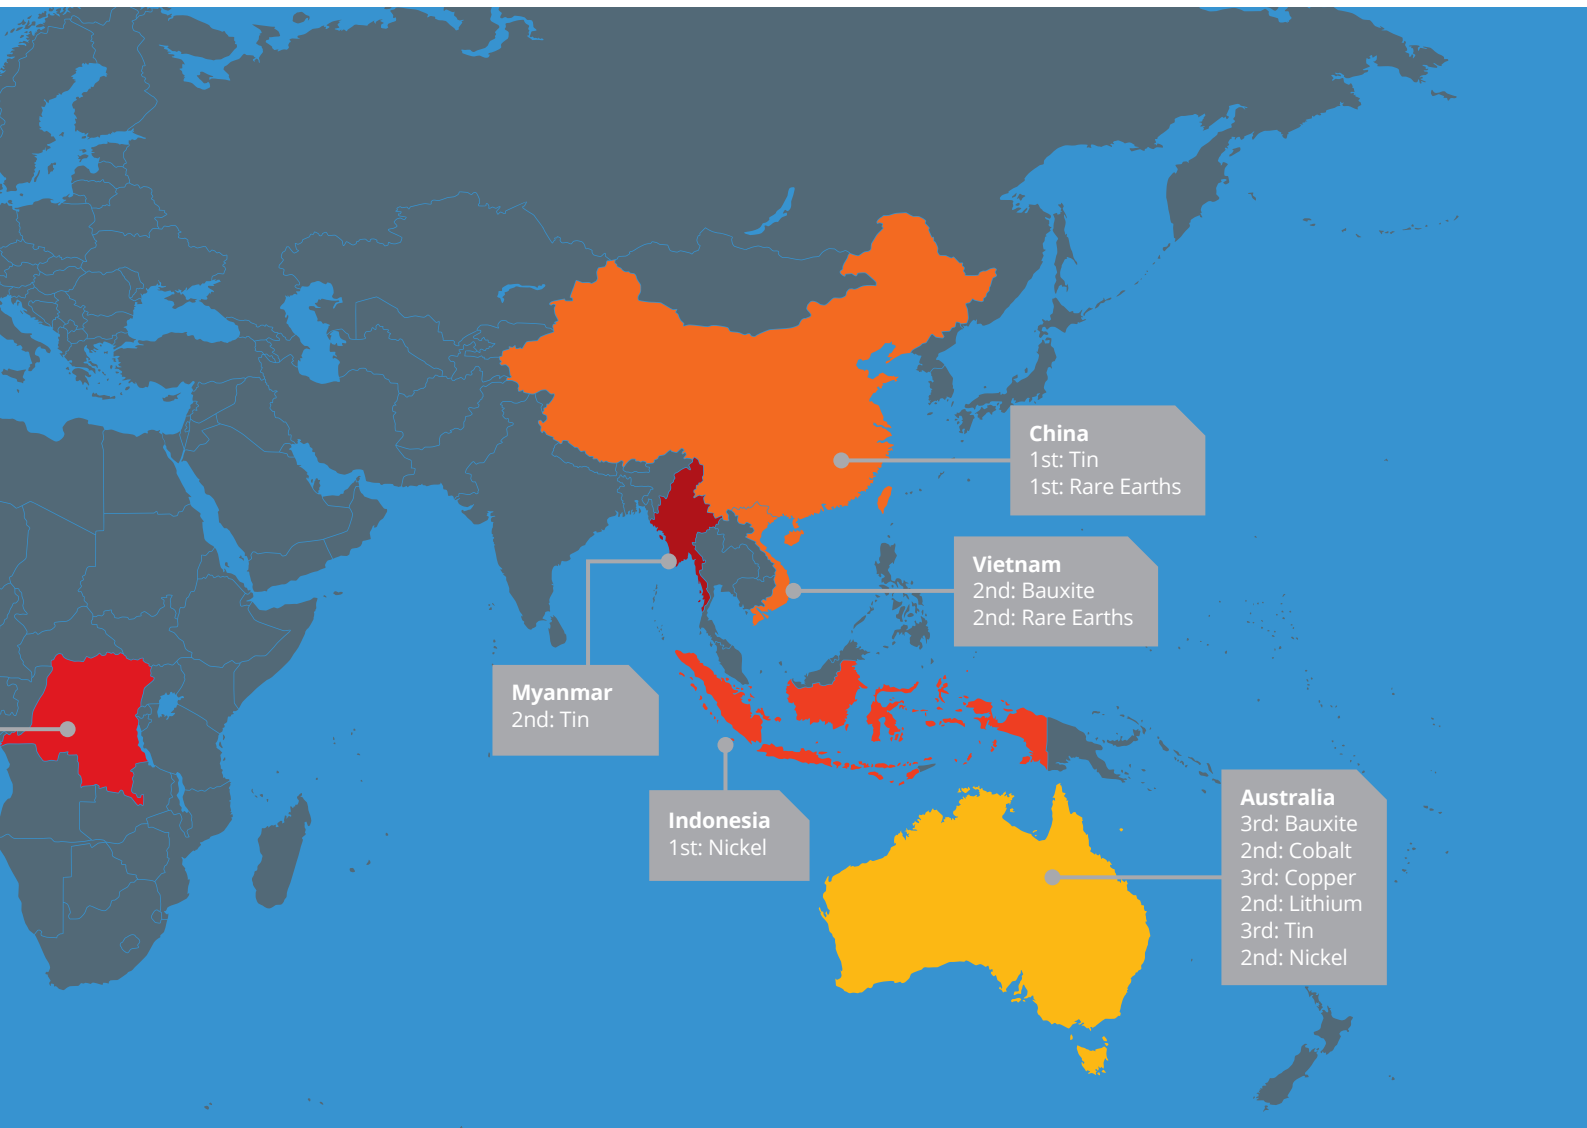 China
1st: Tin
1st: Rare Earths
Vietnam
2nd: Bauxite
2nd: Rare Earths
Myanmar
2nd: Tin
Indonesia
1st: Nickel
Australia
3rd: Bauxite
2nd: Cobalt
3rd: Copper
2nd: Lithium
3rd: Tin
2nd: Nickel